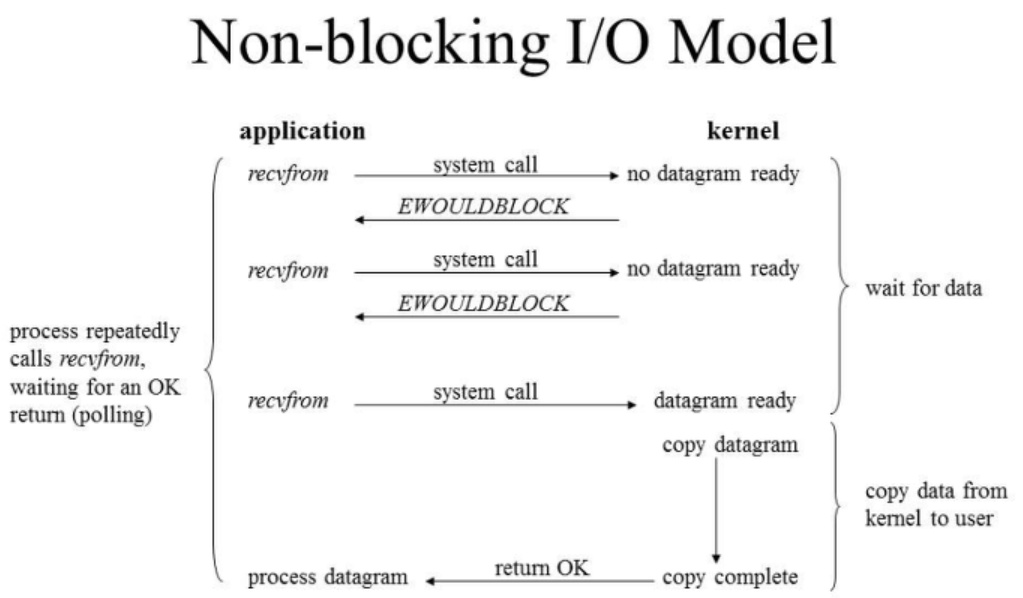 Non-blocking I/O Model
application
kernel
recvfrom
system call
no datagram ready
EWOULDBLOCK
recvfrom
system call
no datagram ready
EWOULDBLOCK
wait for data
process repeatedly
calls recvfrom,
waiting for an OK
return (polling)
recvfrom
system call
datagram ready
copy datagram
copy data from
kernel to user
process datagram
return OK
copy complete